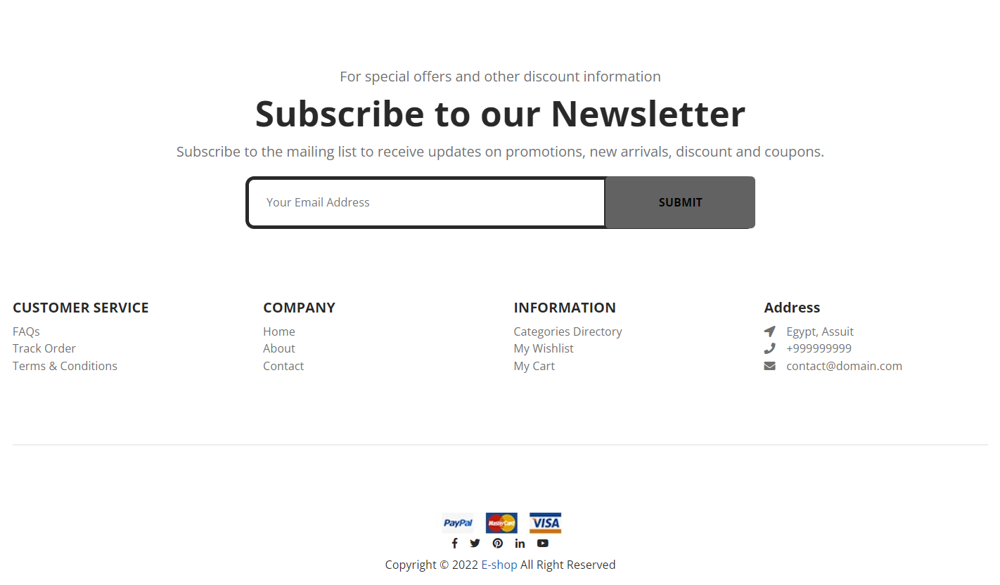 For special offers and other discount information
Subscribe to our Newsletter
Subscribe to the mailing list to receive updates on promotions, new arrivals, discount and coupons.
Your Email Address
SUBMIT
CUSTOMER SERVICE
FAQs
Track Order
Terms & Conditions
COMPANY
Home
About
Contact
INFORMATION
Categories Directory
My Wishlist
My Cart
Address
Egypt, Assuit
+999999999
contact@domain.com
PayPal MasterCard VISA
Copyright © 2022 E-shop All Right Reserved